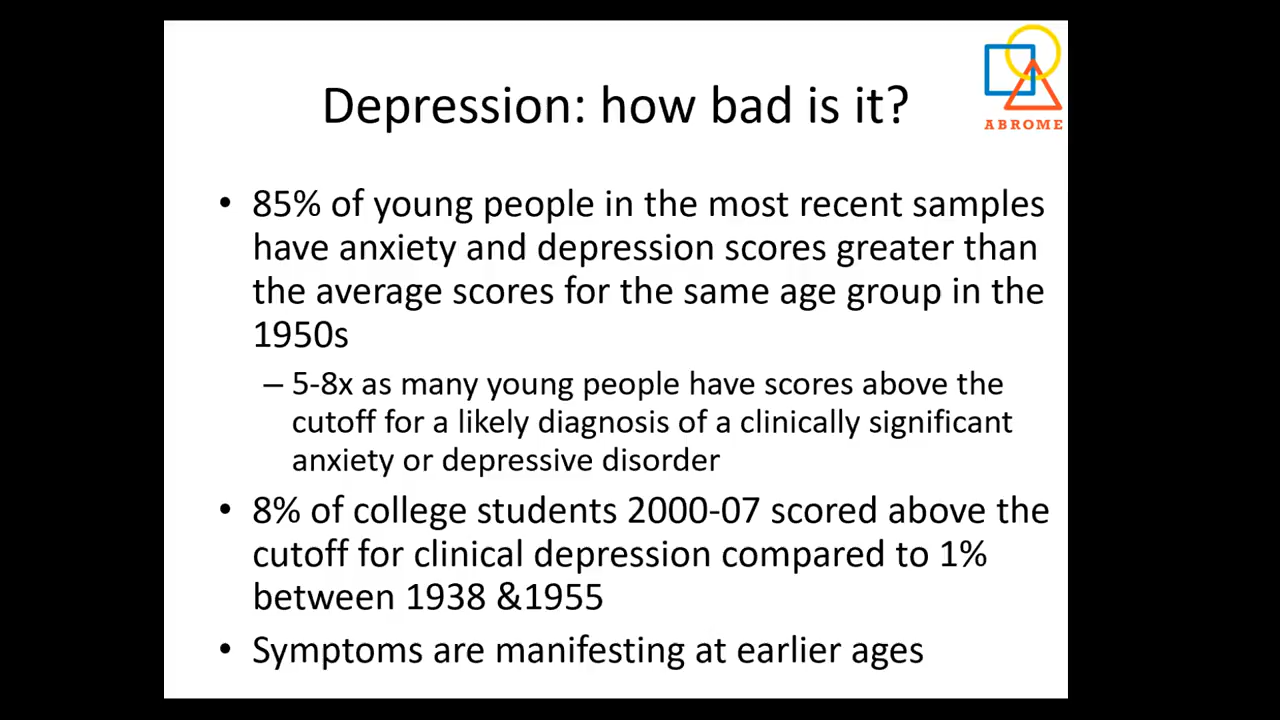 ABROME
Depression: how bad is it?
• 85% of young people in the most recent samples
have anxiety and depression scores greater than
the average scores for the same age group in the
1950s
– 5-8x as many young people have scores above the
cutoff for a likely diagnosis of a clinically significant
anxiety or depressive disorder
• 8% of college students 2000-07 scored above the
cutoff for clinical depression compared to 1%
between 1938 &1955
• Symptoms are manifesting at earlier ages